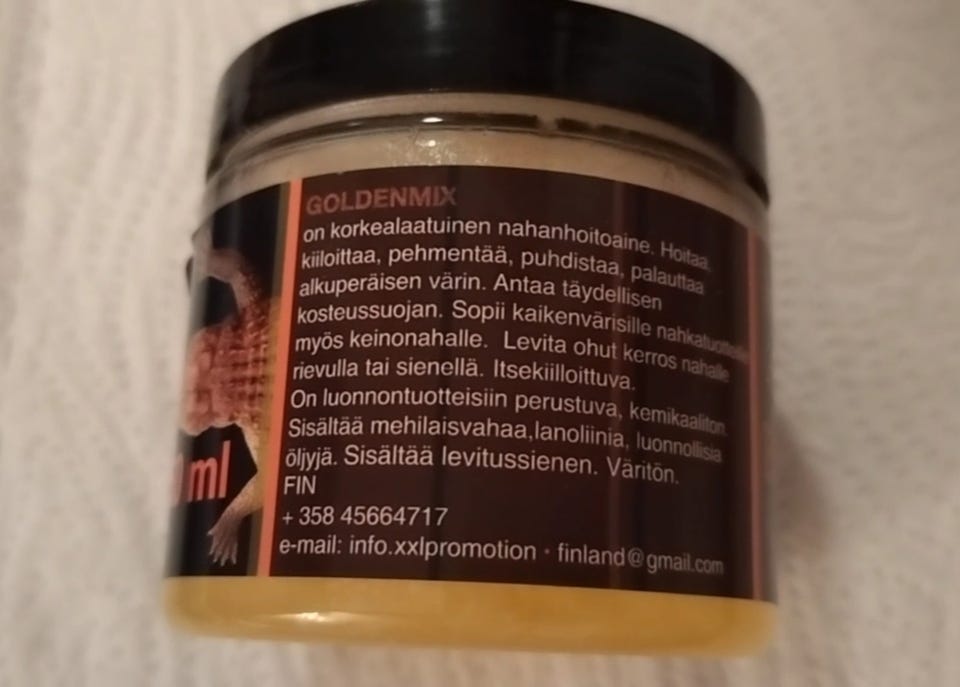 GOLDENMIX
on korkealaatuinen nahanhoitoaine. Hoitaa,
kiiloittaa, pehmentää, puhdistaa, palauttaa
alkuperäisen värin. Antaa täydellisen
kosteussuojan. Sopii kaikenvärisille
myös keinonahalle. Levita ohut kerros nahalle
rievulla tai sienellä. Itsekiilloittuva.
On luonnontuotteisiin perustuva, kemikaaliton.
Sisältää mehilaisvahaa,lanoliinia, luonnollisia
öljyjä. Sisältää levitussienen. Väritön.
FIN
+ 358 45664717
e-mail: info.xxlpromotion · finland@gmail.com
ml